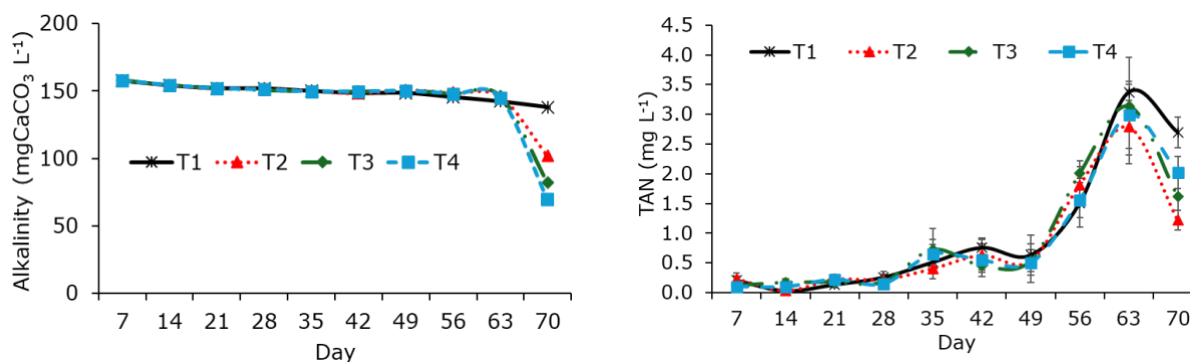 Alkalinity (mgCaCO₃ L⁻¹)
200
150
100
50
0
T1 T2 T3 T4
7 14 21 28 35 42 49 56 63 70
Day
TAN (mg L⁻¹)
4.5
4.0
3.5
3.0
2.5
2.0
1.5
1.0
0.5
0.0
T1 T2 T3 T4
7 14 21 28 35 42 49 56 63 70
Day